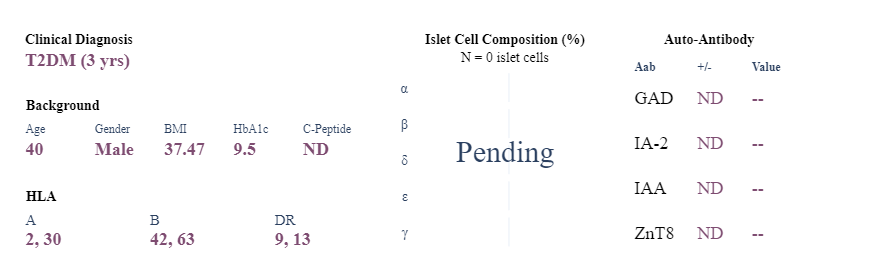 Clinical Diagnosis
T2DM (3 yrs)
Background
Age Gender BMI HbA1c C-Peptide
40 Male 37.47 9.5 ND
HLA
A B DR
2, 30 42, 63 9, 13
Islet Cell Composition (%)
N = 0 islet cells
α
β
δ
ε
γ
Pending
Auto-Antibody
Aab +/- Value
GAD ND --
IA-2 ND --
IAA ND --
ZnT8 ND --